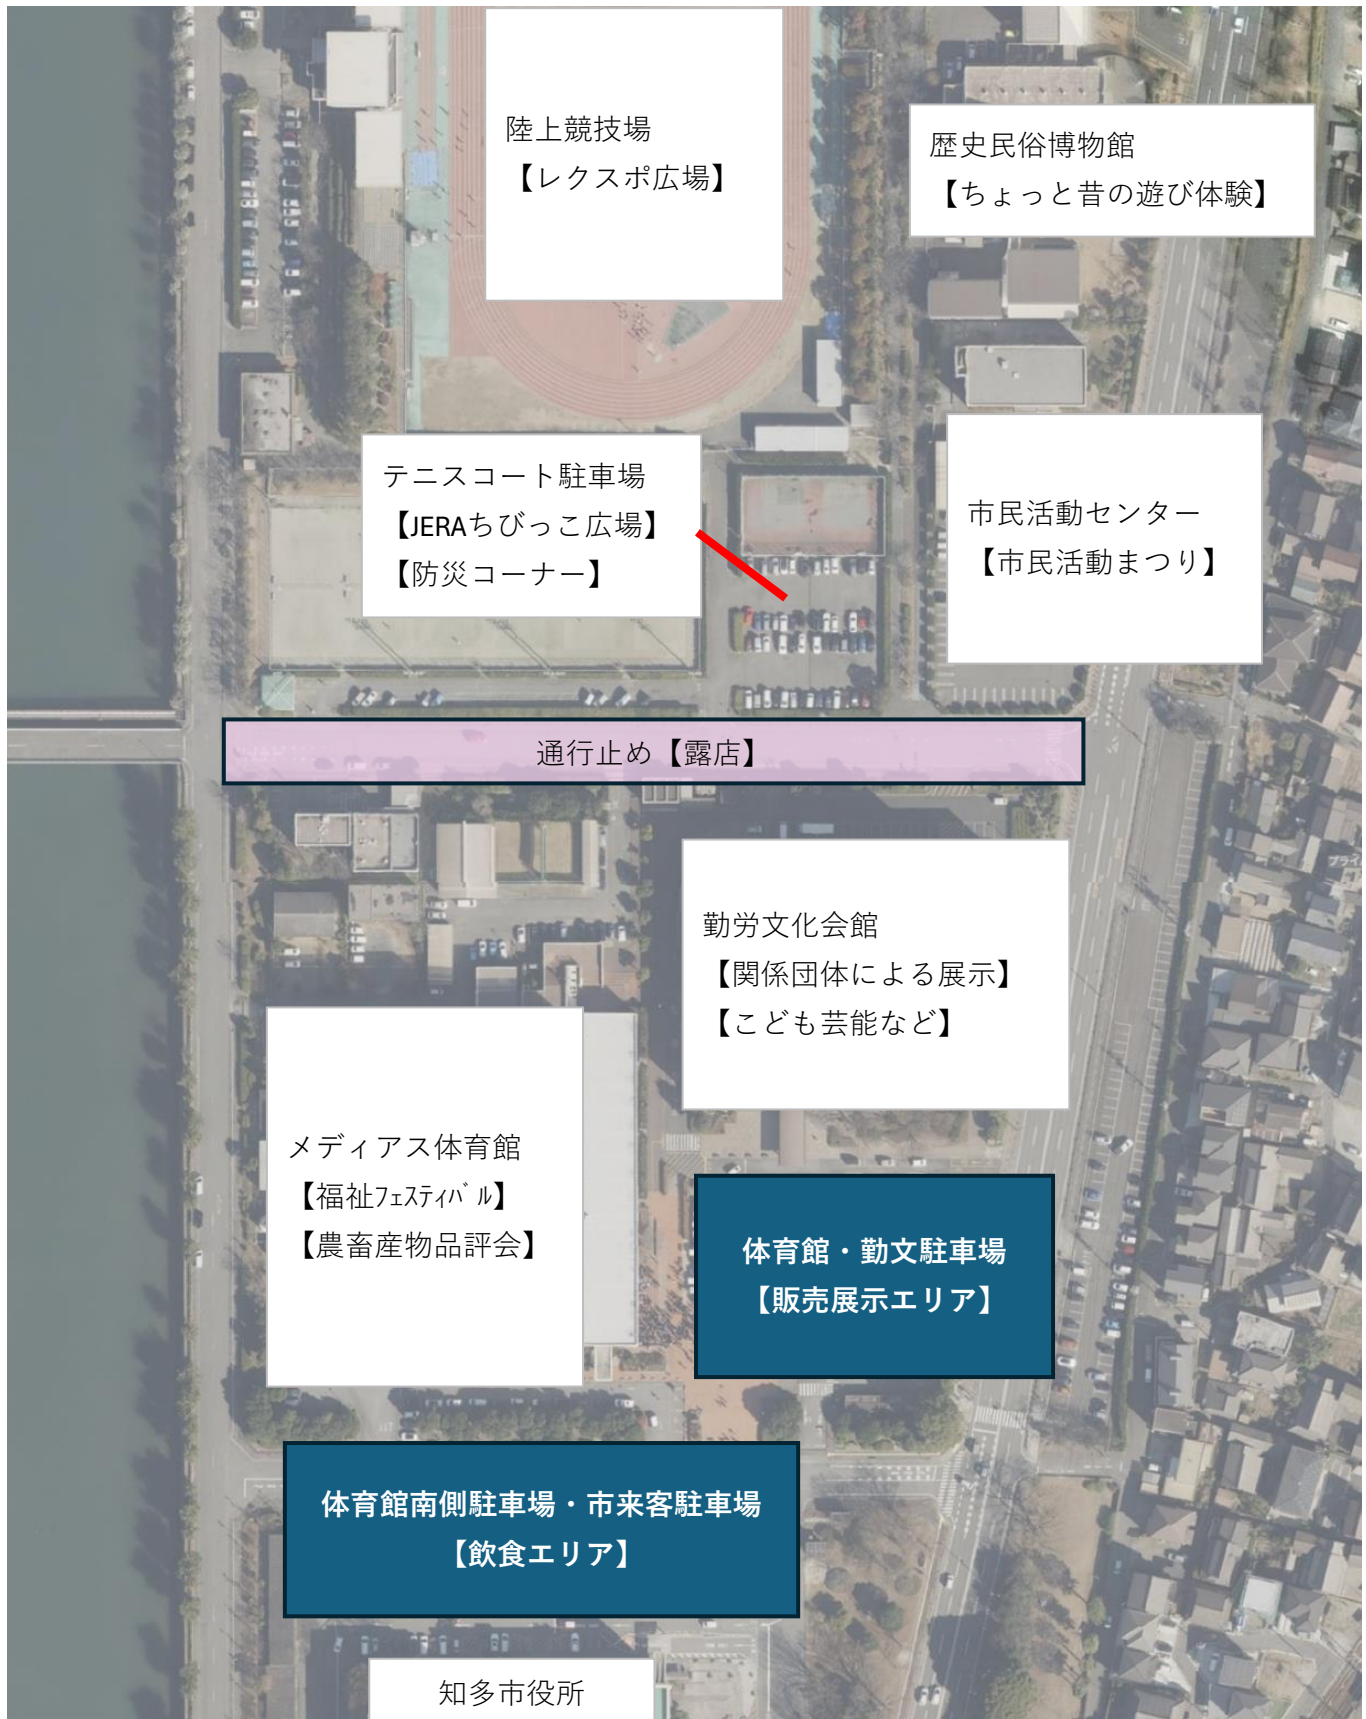 陸上競技場
【レクスポ広場】
歴史民俗博物館
【ちょっと昔の遊び体験】
テニスコート駐車場
【JERAちびっこ広場】
【防災コーナー】
市民活動センター
【市民活動まつり】
通行止め【露店】
プライ
勤労文化会館
【関係団体による展示】
【こども芸能など】
メディアス体育館
【福祉ﾌｪｽﾃｨﾊﾞﾙ】
【農畜産物品評会】
体育館・勤文駐車場
【販売展示エリア】
体育館南側駐車場・市来客駐車場
【飲食エリア】
知多市役所